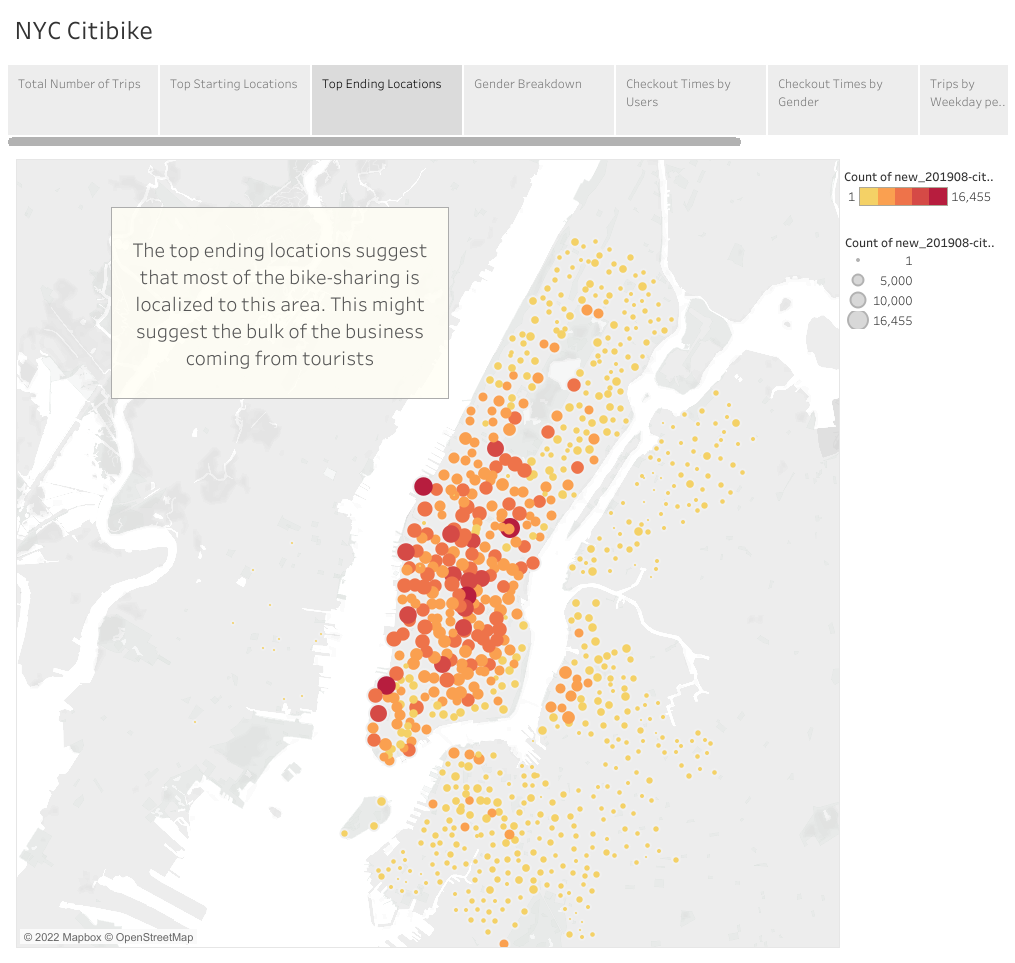 NYC Citibike
Total Number of Trips
Top Starting Locations
Top Ending Locations
Gender Breakdown
Checkout Times by
Users
Checkout Times by
Gender
Trips by
Weekday pe..
The top ending locations suggest
that most of the bike-sharing is
localized to this area. This might
suggest the bulk of the business
coming from tourists
Count of new_201908-cit..
1 16,455
Count of new_201908-cit..
1
5,000
10,000
16,455
© 2022 Mapbox © OpenStreetMap